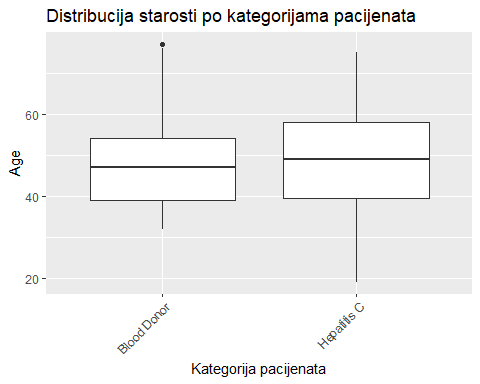 Distribucija starosti po kategorijama pacijenata
Age
60
40
20
Blood Donor
Hepatitis C
Kategorija pacijenata